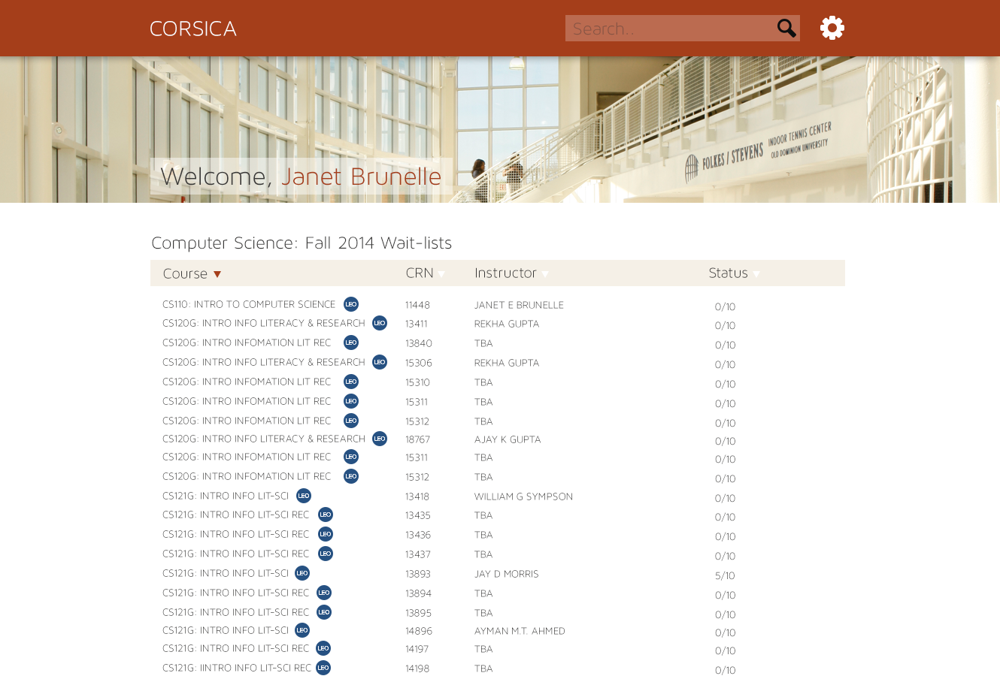 CORSICA
Search..
FOLKES / STEVENS INDOOR TENNIS CENTER
OLD DOMINION UNIVERSITY
Welcome, Janet Brunelle
Computer Science: Fall 2014 Wait-lists
Course CRN Instructor Status
CS110: INTRO TO COMPUTER SCIENCE LEO 11448 JANET E BRUNELLE 0/10
CS120G: INTRO INFO LITERACY & RESEARCH LEO 13411 REKHA GUPTA 0/10
CS120G: INTRO INFOMATION LIT REC LEO 13840 TBA 0/10
CS120G: INTRO INFO LITERACY & RESEARCH LEO 15306 REKHA GUPTA 0/10
CS120G: INTRO INFOMATION LIT REC LEO 15310 TBA 0/10
CS120G: INTRO INFOMATION LIT REC LEO 15311 TBA 0/10
CS120G: INTRO INFOMATION LIT REC LEO 15312 TBA 0/10
CS120G: INTRO INFO LITERACY & RESEARCH LEO 18767 AJAY K GUPTA 0/10
CS120G: INTRO INFOMATION LIT REC LEO 15311 TBA 0/10
CS120G: INTRO INFOMATION LIT REC LEO 15312 TBA 0/10
CS121G: INTRO INFO LIT-SCI LEO 13418 WILLIAM G SYMPSON 0/10
CS121G: INTRO INFO LIT-SCI REC LEO 13435 TBA 0/10
CS121G: INTRO INFO LIT-SCI REC LEO 13436 TBA 0/10
CS121G: INTRO INFO LIT-SCI REC LEO 13437 TBA 0/10
CS121G: INTRO INFO LIT-SCI LEO 13893 JAY D MORRIS 5/10
CS121G: INTRO INFO LIT-SCI REC LEO 13894 TBA 0/10
CS121G: INTRO INFO LIT-SCI REC LEO 13895 TBA 0/10
CS121G: INTRO INFO LIT-SCI LEO 14896 AYMAN M.T. AHMED 0/10
CS121G: INTRO INFO LIT-SCI REC LEO 14197 TBA 0/10
CS121G: IINTRO INFO LIT-SCI REC LEO 14198 TBA 0/10